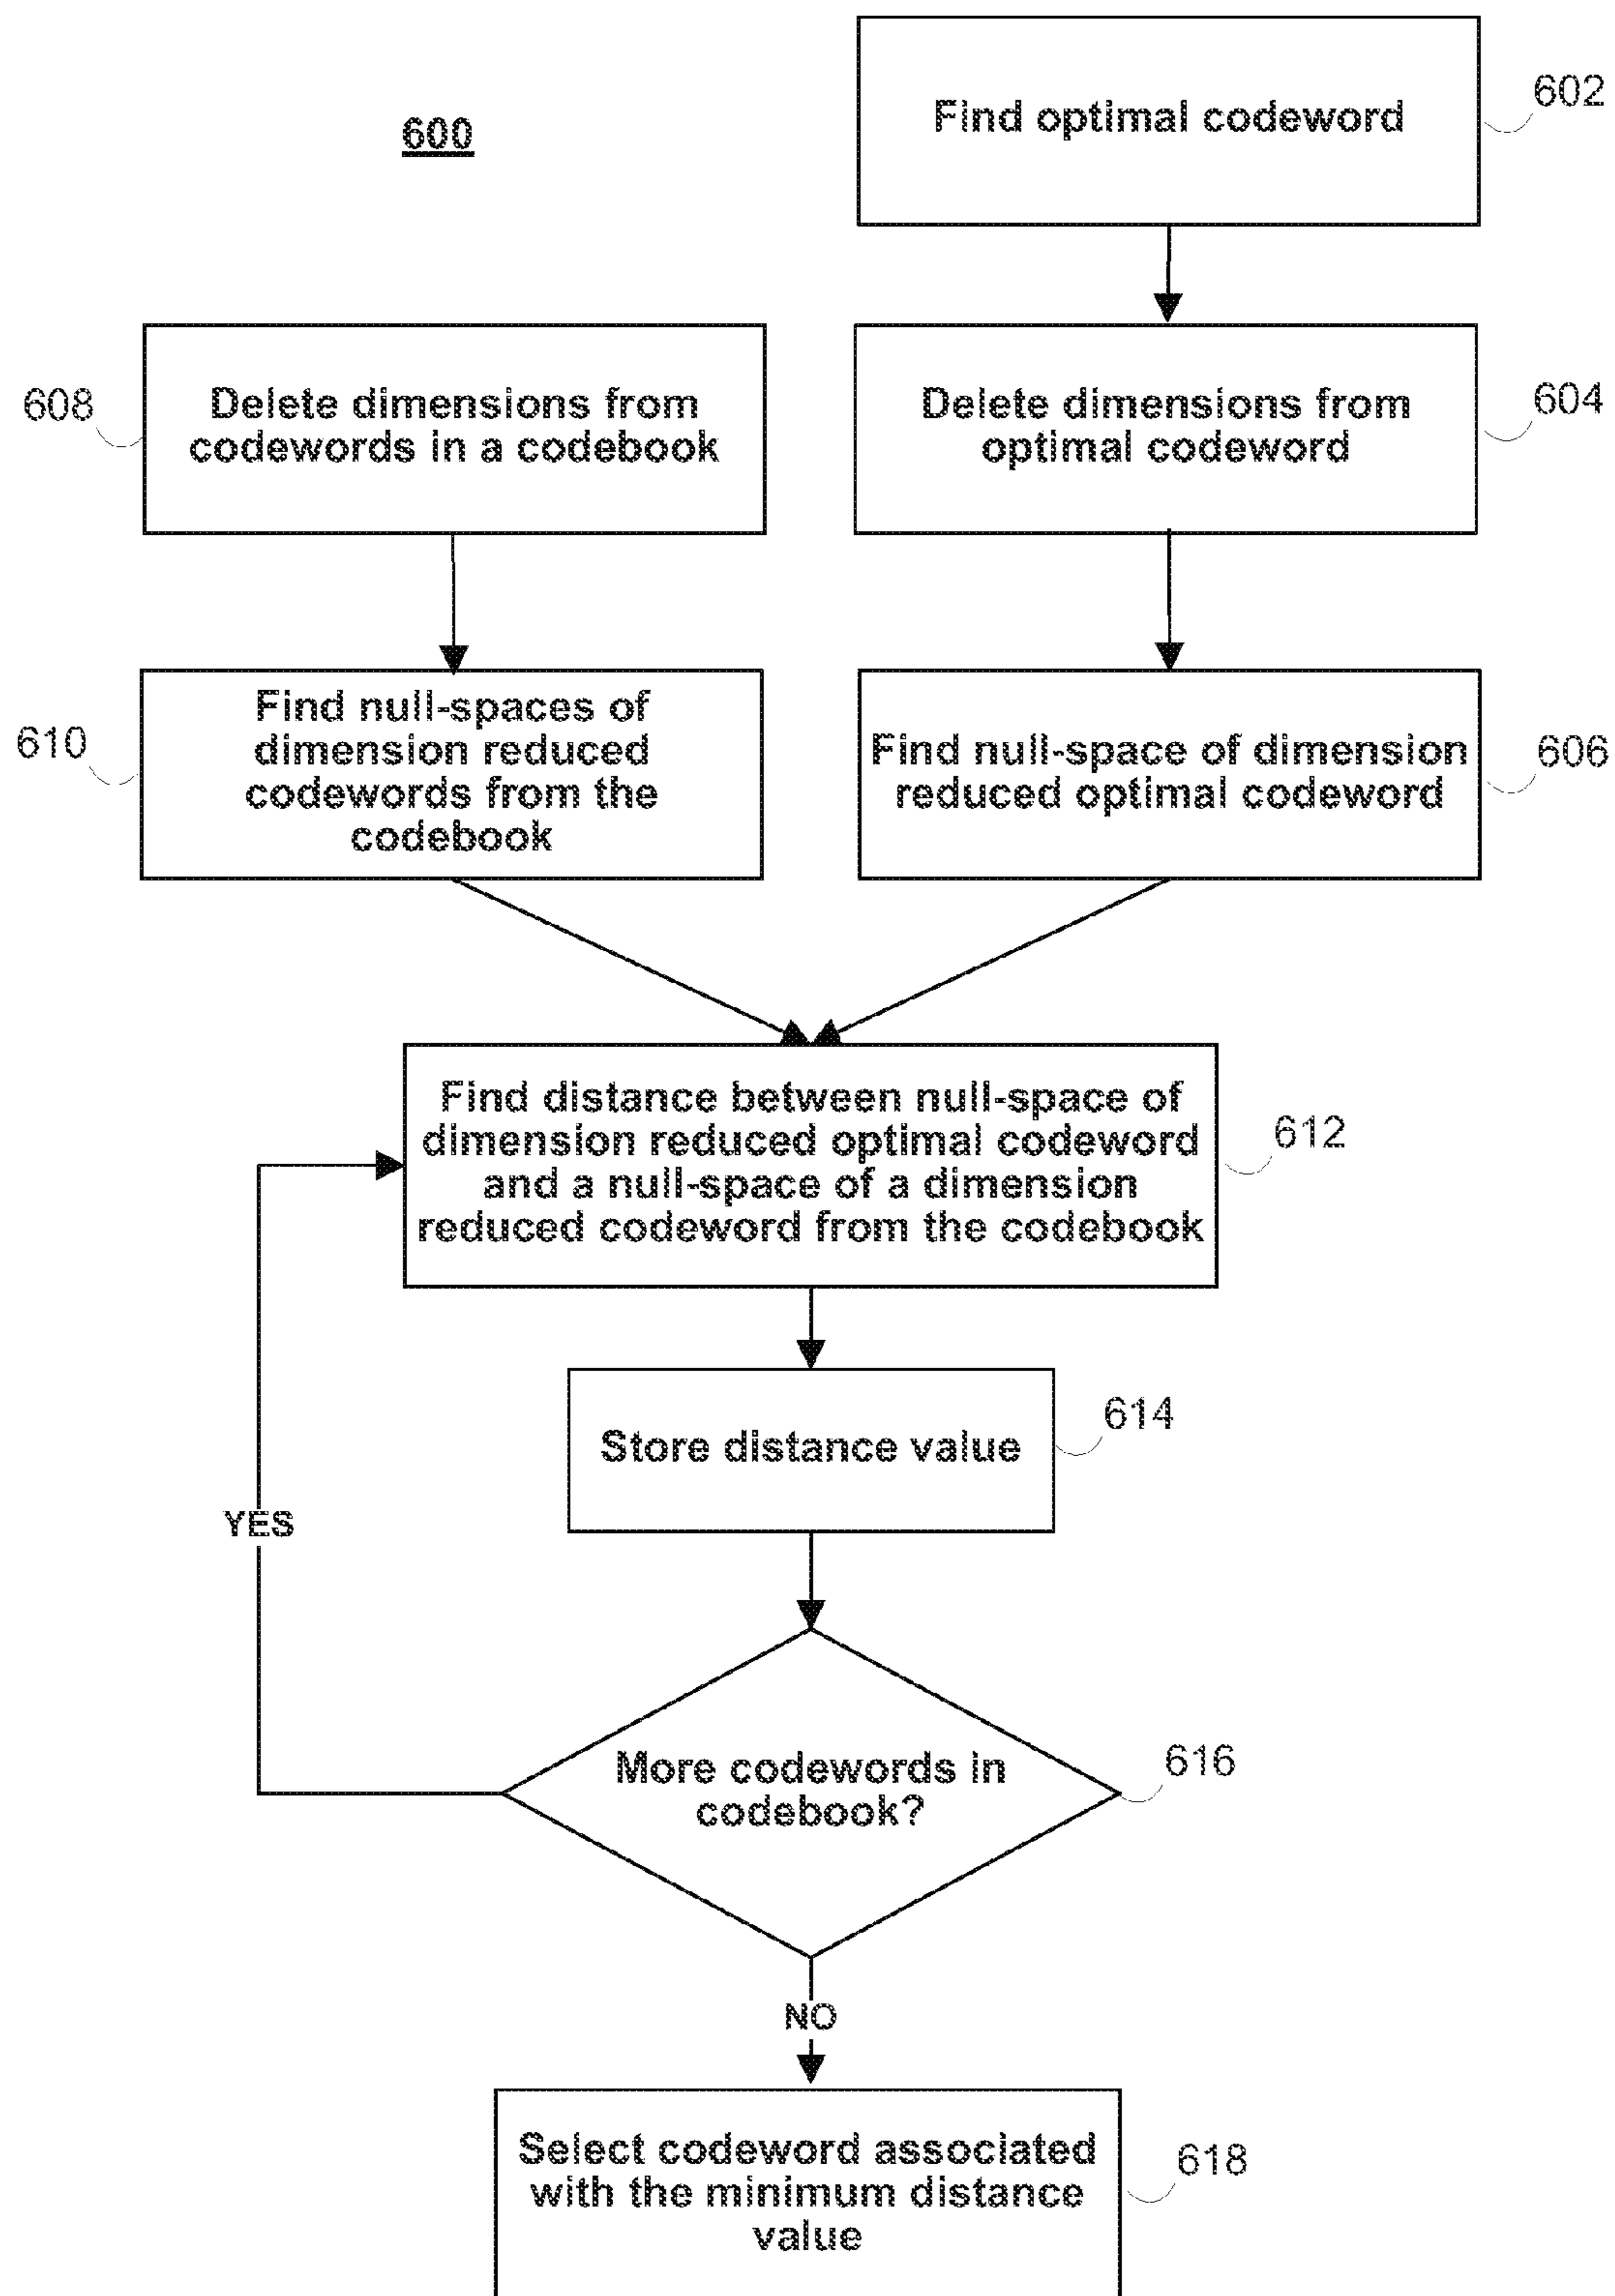 600
Find optimal codeword
602
608
Delete dimensions from
codewords in a codebook
Delete dimensions from
optimal codeword
604
610
Find null-spaces of
dimension reduced
codewords from the
codebook
Find null-space of dimension
reduced optimal codeword
606
Find distance between null-space of
dimension reduced optimal codeword
and a null-space of a dimension
reduced codeword from the codebook
612
Store distance value
614
YES
More codewords in
codebook?
616
NO
Select codeword associated
with the minimum distance
value
618